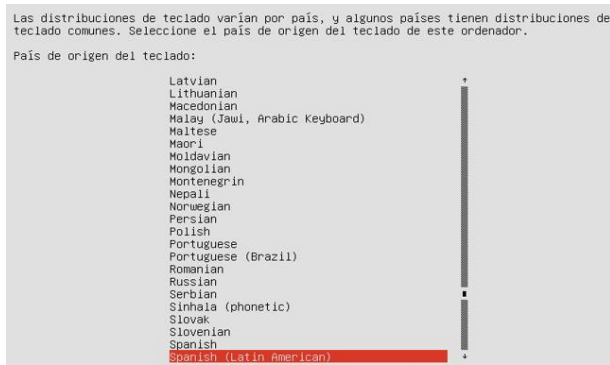 Las distribuciones de teclado varían por país, y algunos países tienen distribuciones de
teclado comunes. Seleccione el país de origen del teclado de este ordenador.
País de origen del teclado:
Latvian
Lithuanian
Macedonian
Malay (Jawi, Arabic Keyboard)
Maltese
Maori
Moldavian
Mongolian
Montenegrin
Nepali
Norwegian
Persian
Polish
Portuguese
Portuguese (Brazil)
Romanian
Russian
Serbian
Sinhala (phonetic)
Slovak
Slovenian
Spanish
Spanish (Latin American)